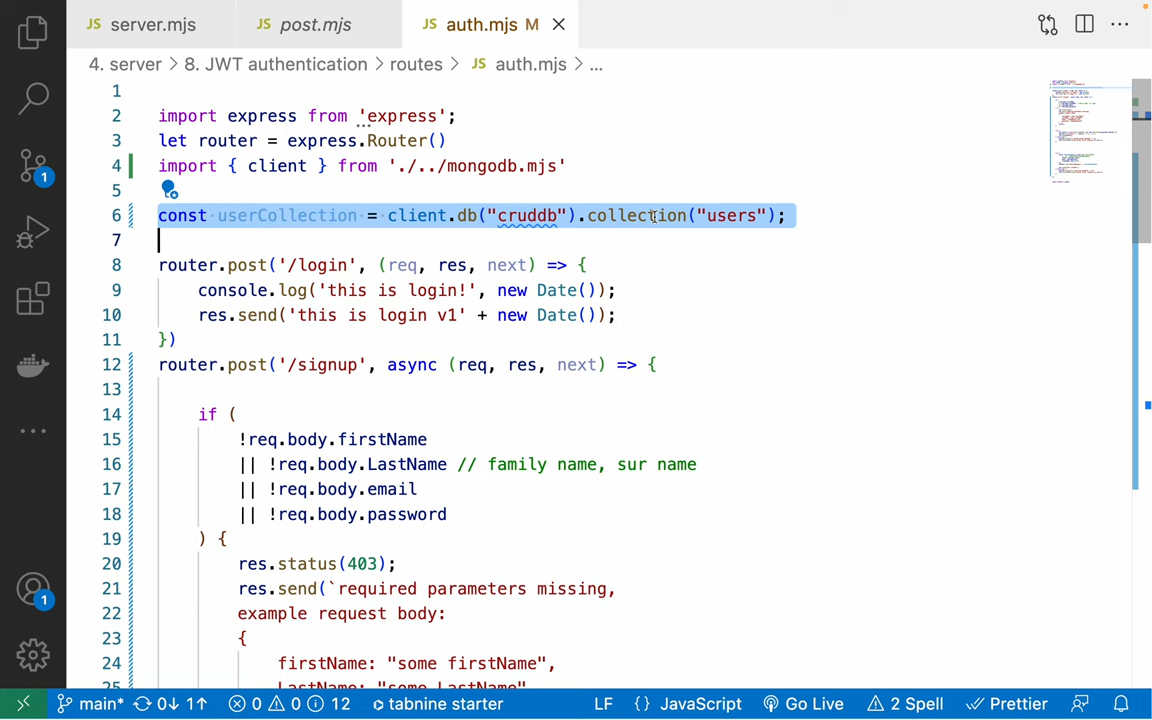 JS server.mjs JS post.mjs JS auth.mjs M
4. server > 8. JWT authentication > routes > JS auth.mjs > ...
1
2 import express from 'express';
3 let router = express.Router()
4 import { client } from './../mongodb.mjs'
5
6 const userCollection = client.db("cruddb").collection("users");
7
8 router.post('/login', (req, res, next) => {
9 console.log('this is login!', new Date());
10 res.send('this is login v1' + new Date());
11 })
12 router.post('/signup', async (req, res, next) => {
13
14 if (
15 !req.body.firstName
16 || !req.body.LastName // family name, sur name
17 || !req.body.email
18 || !req.body.password
19 ) {
20 res.status(403);
21 res.send(`required parameters missing,
22 example request body:
23 {
24 firstName: "some firstName",
25 LastName: "some LastName"
1
1
main* 0↓ 1↑ 0 0 12 tabnine starter LF {} JavaScript Go Live 2 Spell Prettier